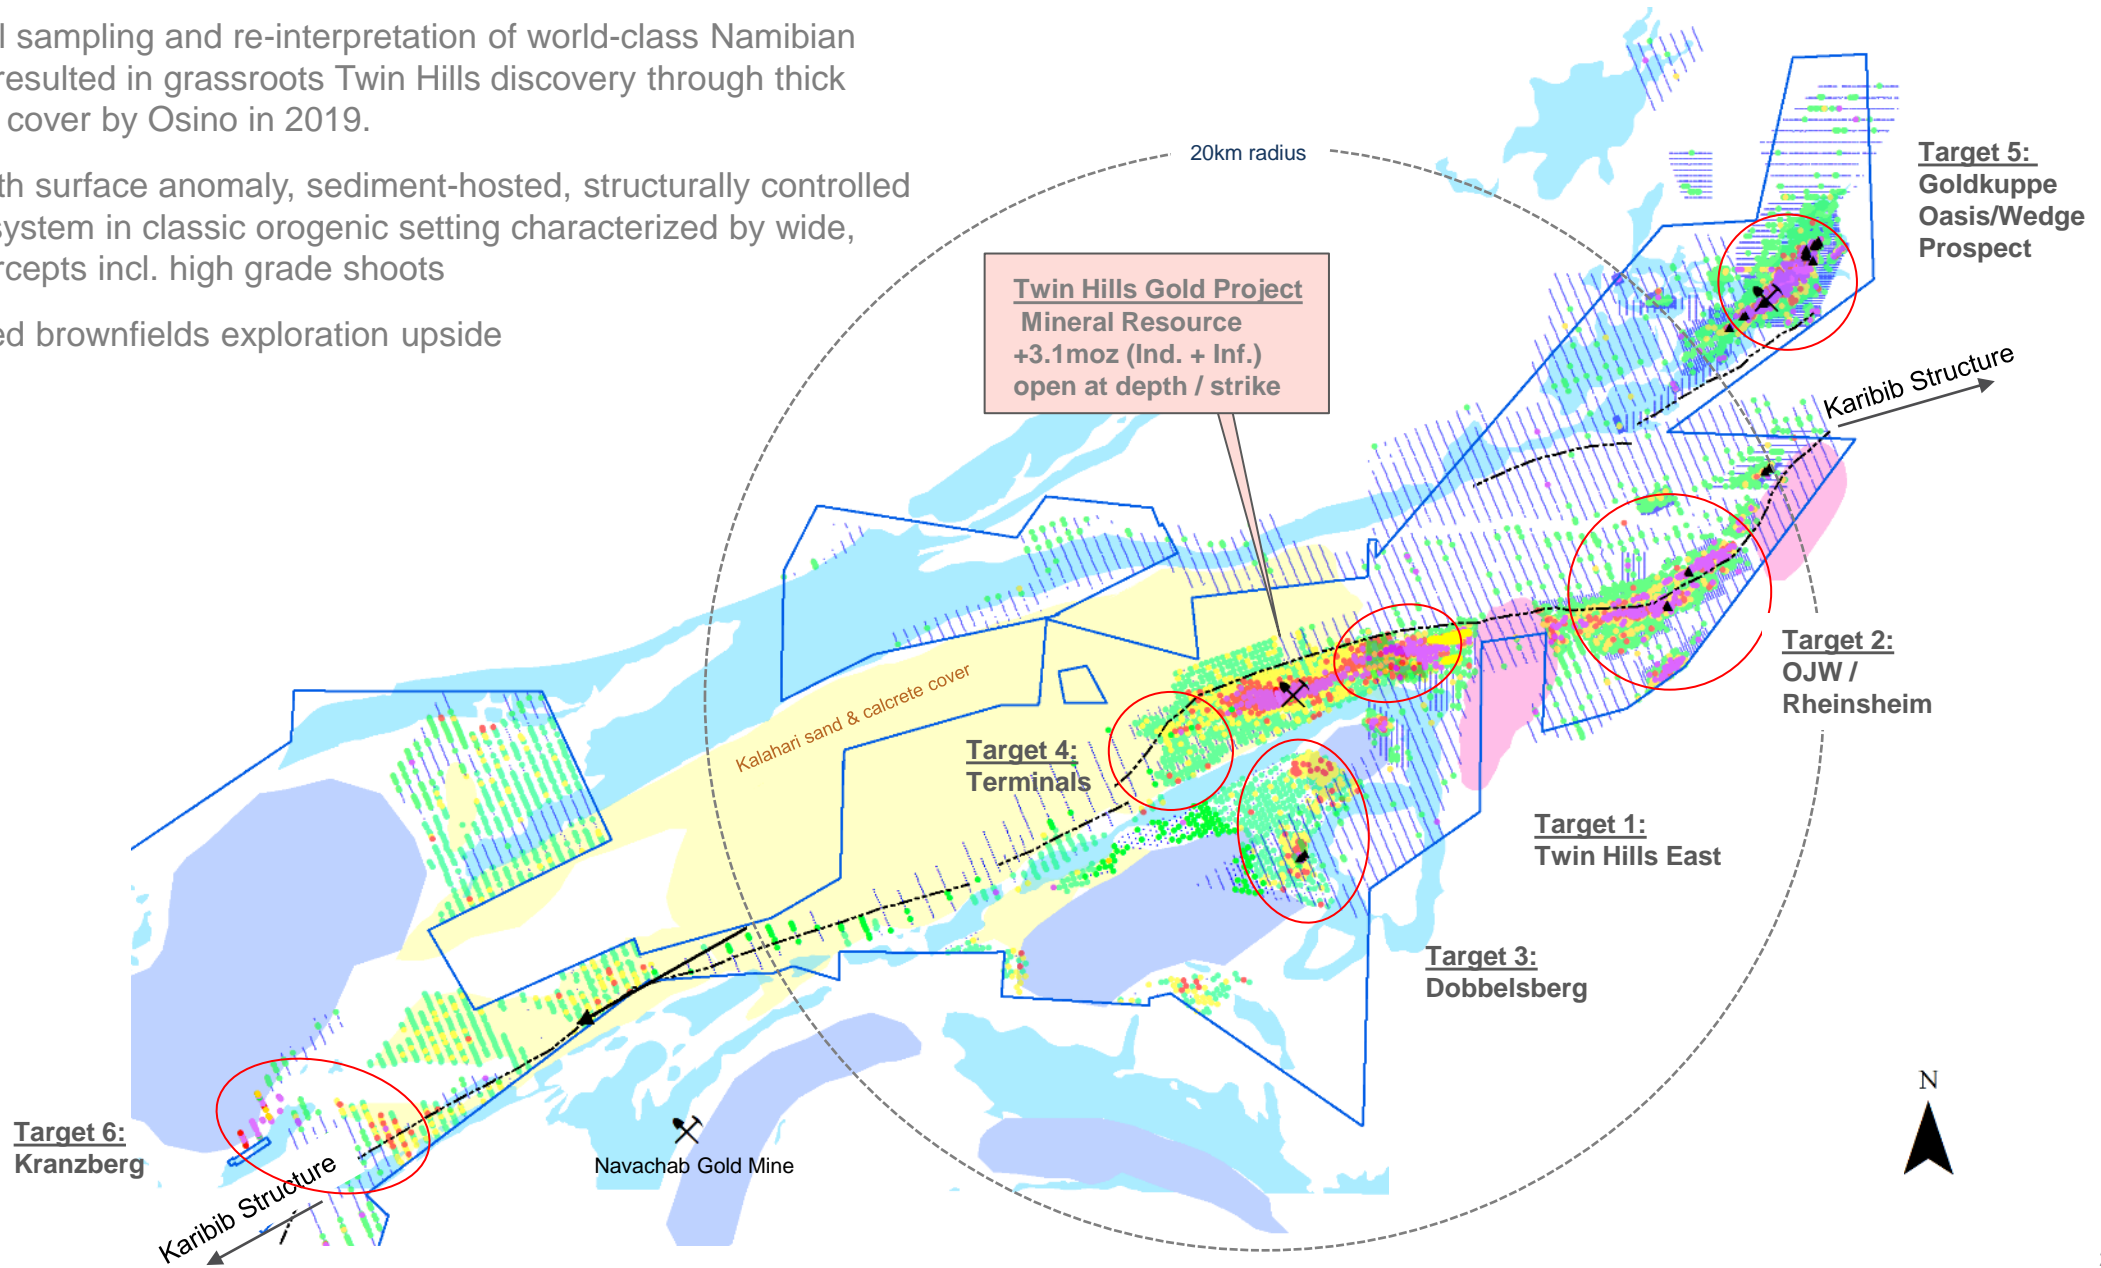 sampling and re-interpretation of world-class Namibian
resulted in grassroots Twin Hills discovery through thick
cover by Osino in 2019.
surface anomaly, sediment-hosted, structurally controlled
system in classic orogenic setting characterized by wide,
incl. high grade shoots
brownfields exploration upside
20km radius
Target 5:
Goldkuppe
Oasis/Wedge
Prospect
Twin Hills Gold Project
Mineral Resource
+3.1moz (Ind. + Inf.)
open at depth / strike
Karibib Structure
Target 2:
OJW /
Rheinsheim
Kalahari sand & calcrete cover
Target 4:
Terminals
Target 1:
Twin Hills East
Target 3:
Dobbelsberg
N
Target 6:
Kranzberg
Navachab Gold Mine
Karibib Structure